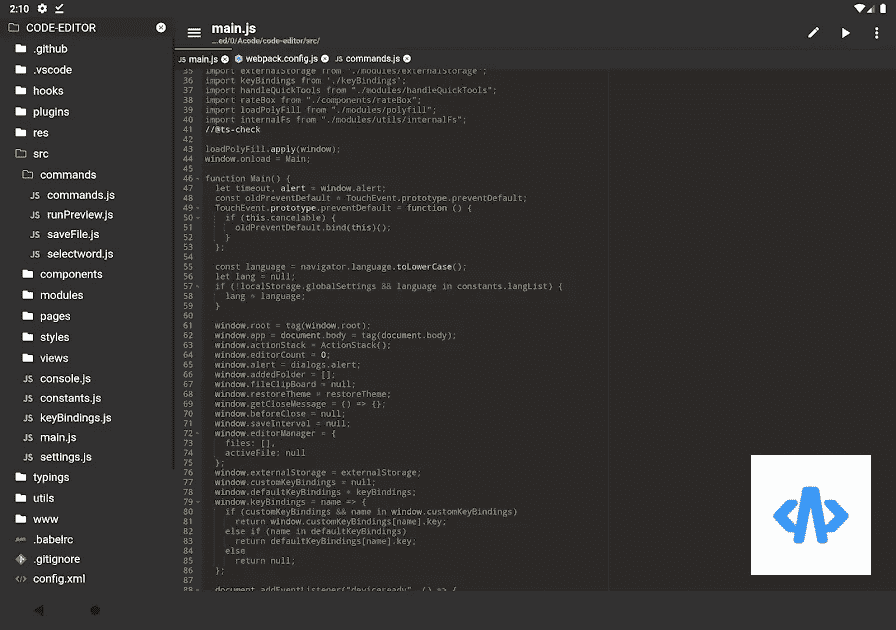 2:10
CODE-EDITOR
.github
.vscode
hooks
plugins
res
src
commands
JS commands.js
JS runPreview.js
JS saveFile.js
JS selectword.js
components
modules
pages
styles
views
JS console.js
JS constants.js
JS keyBindings.js
JS main.js
JS settings.js
typings
utils
www
.babelrc
.gitignore
config.xml
main.js
...ed/0/Acode/code-editor/src/
JS main.js
webpack.config.js
JS commands.js
35 import externalStorage from "./modules/externalStorage";
36 import keyBindings from './keyBindings';
37 import handleQuickTools from "./modules/handleQuickTools";
38 import rateBox from "./components/rateBox";
39 import loadPolyFill from "./modules/polyfill";
40 import internalFs from "./modules/utils/internalFs";
41 //@ts-check
42
43 loadPolyFill.apply(window);
44 window.onload = Main;
45
46 function Main() {
47 let timeout, alert = window.alert;
48 const oldPreventDefault = TouchEvent.prototype.preventDefault;
49 TouchEvent.prototype.preventDefault = function () {
50 if (this.cancelable) {
51 oldPreventDefault.bind(this)();
52 }
53 };
54
55 const language = navigator.language.toLowerCase();
56 let lang = null;
57 if (!localStorage.globalSettings && language in constants.langList) {
58 lang = language;
59 }
60
61 window.root = tag(window.root);
62 window.app = document.body = tag(document.body);
63 window.actionStack = ActionStack();
64 window.editorCount = 0;
65 window.alert = dialogs.alert;
66 window.addedFolder = [];
67 window.fileClipBoard = null;
68 window.restoreTheme = restoreTheme;
69 window.getCloseMessage = () => {};
70 window.beforeClose = null;
71 window.saveInterval = null;
72 window.editorManager = {
73 files: [],
74 activeFile: null
75 };
76 window.externalStorage = externalStorage;
77 window.customKeyBindings = null;
78 window.defaultKeyBindings = keyBindings;
79 window.keyBindings = name => {
80 if (customKeyBindings && name in window.customKeyBindings)
81 return window.customKeyBindings[name].key;
82 else if (name in defaultKeyBindings)
83 return defaultKeyBindings[name].key;
84 else
85 return null;
86 };
87
88 document.addEventListener("deviceready", () => {